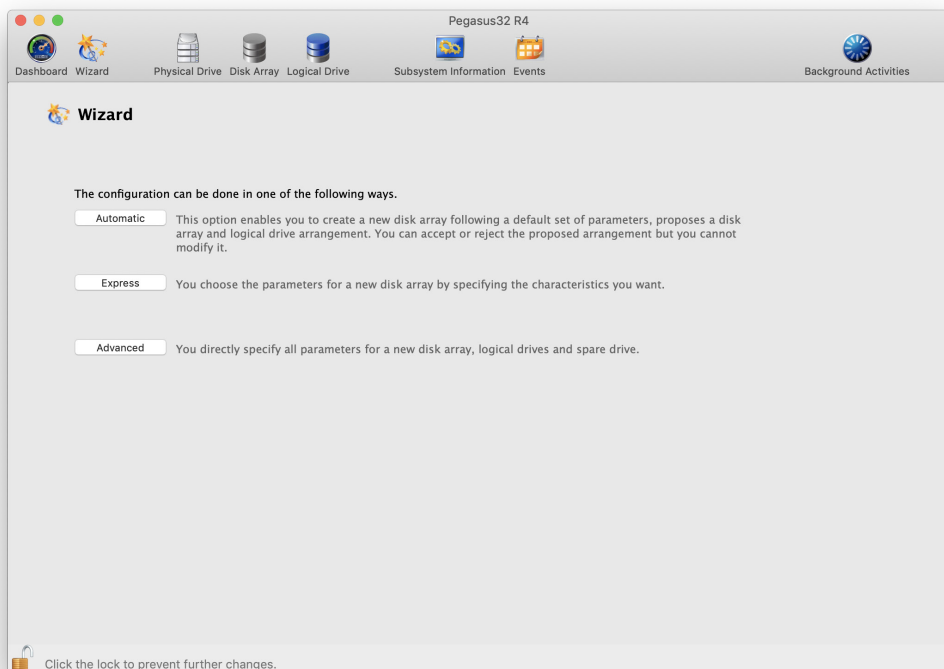 Pegasus32 R4
Dashboard Wizard Physical Drive Disk Array Logical Drive Subsystem Information Events Background Activities
Wizard
The configuration can be done in one of the following ways.
Automatic This option enables you to create a new disk array following a default set of parameters, proposes a disk
array and logical drive arrangement. You can accept or reject the proposed arrangement but you cannot
modify it.
Express You choose the parameters for a new disk array by specifying the characteristics you want.
Advanced You directly specify all parameters for a new disk array, logical drives and spare drive.
Click the lock to prevent further changes.